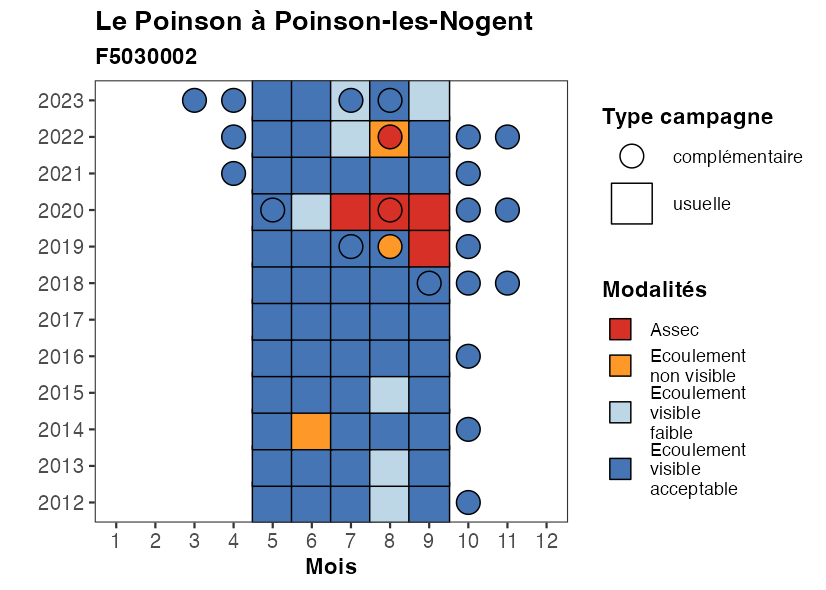 Le Poinson à Poinson-les-Nogent
F5030002
2023
2022
2021
2020
2019
2018
2017
2016
2015
2014
2013
2012
1 2 3 4 5 6 7 8 9 10 11 12
Mois
Type campagne
complémentaire
usuelle
Modalités
Assec
Ecoulement
non visible
Ecoulement
visible
faible
Ecoulement
visible
acceptable